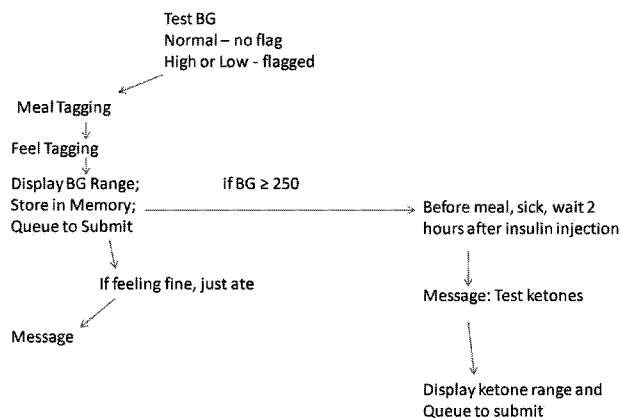 Test BG
Normal – no flag
High or Low - flagged
Meal Tagging
Feel Tagging
Display BG Range;
Store in Memory;
Queue to Submit
if BG ≥ 250
Before meal, sick, wait 2
hours after insulin injection
If feeling fine, just ate
Message: Test ketones
Message
Display ketone range and
Queue to submit